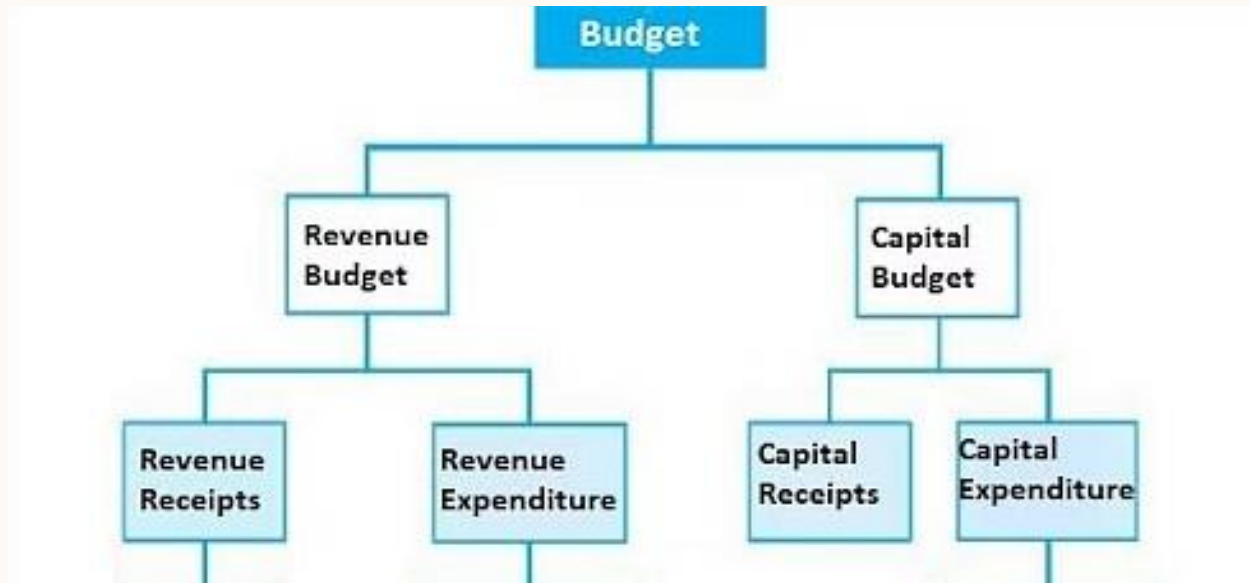 Budget
Revenue
Budget
Capital
Budget
Revenue
Receipts
Revenue
Expenditure
Capital
Receipts
Capital
Expenditure